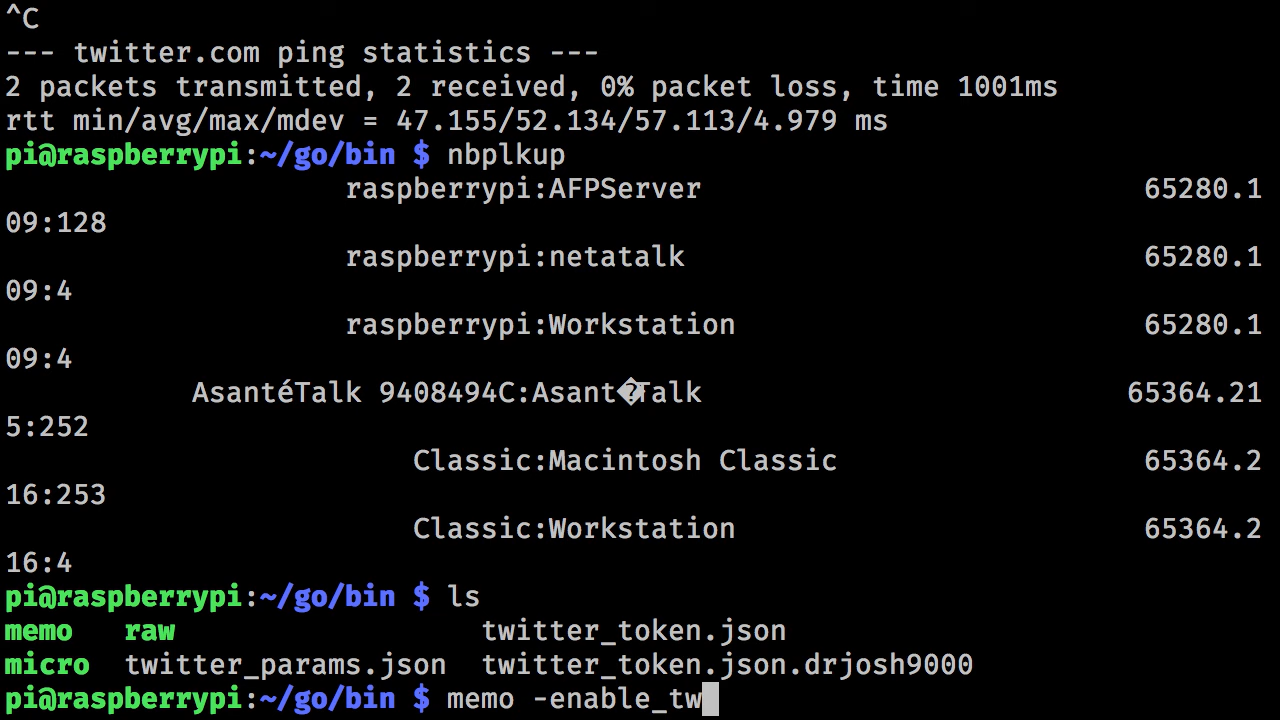 ^C
--- twitter.com ping statistics ---
2 packets transmitted, 2 received, 0% packet loss, time 1001ms
rtt min/avg/max/mdev = 47.155/52.134/57.113/4.979 ms
pi@raspberrypi:~/go/bin $ nbplkup
raspberrypi:AFPServer 65280.1
09:128
raspberrypi:netatalk 65280.1
09:4
raspberrypi:Workstation 65280.1
09:4
AsantéTalk 9408494C:Asant�Talk 65364.21
5:252
Classic:Macintosh Classic 65364.2
16:253
Classic:Workstation 65364.2
16:4
pi@raspberrypi:~/go/bin $ ls
memo raw twitter_token.json
micro twitter_params.json twitter_token.json.drjosh9000
pi@raspberrypi:~/go/bin $ memo -enable_tw